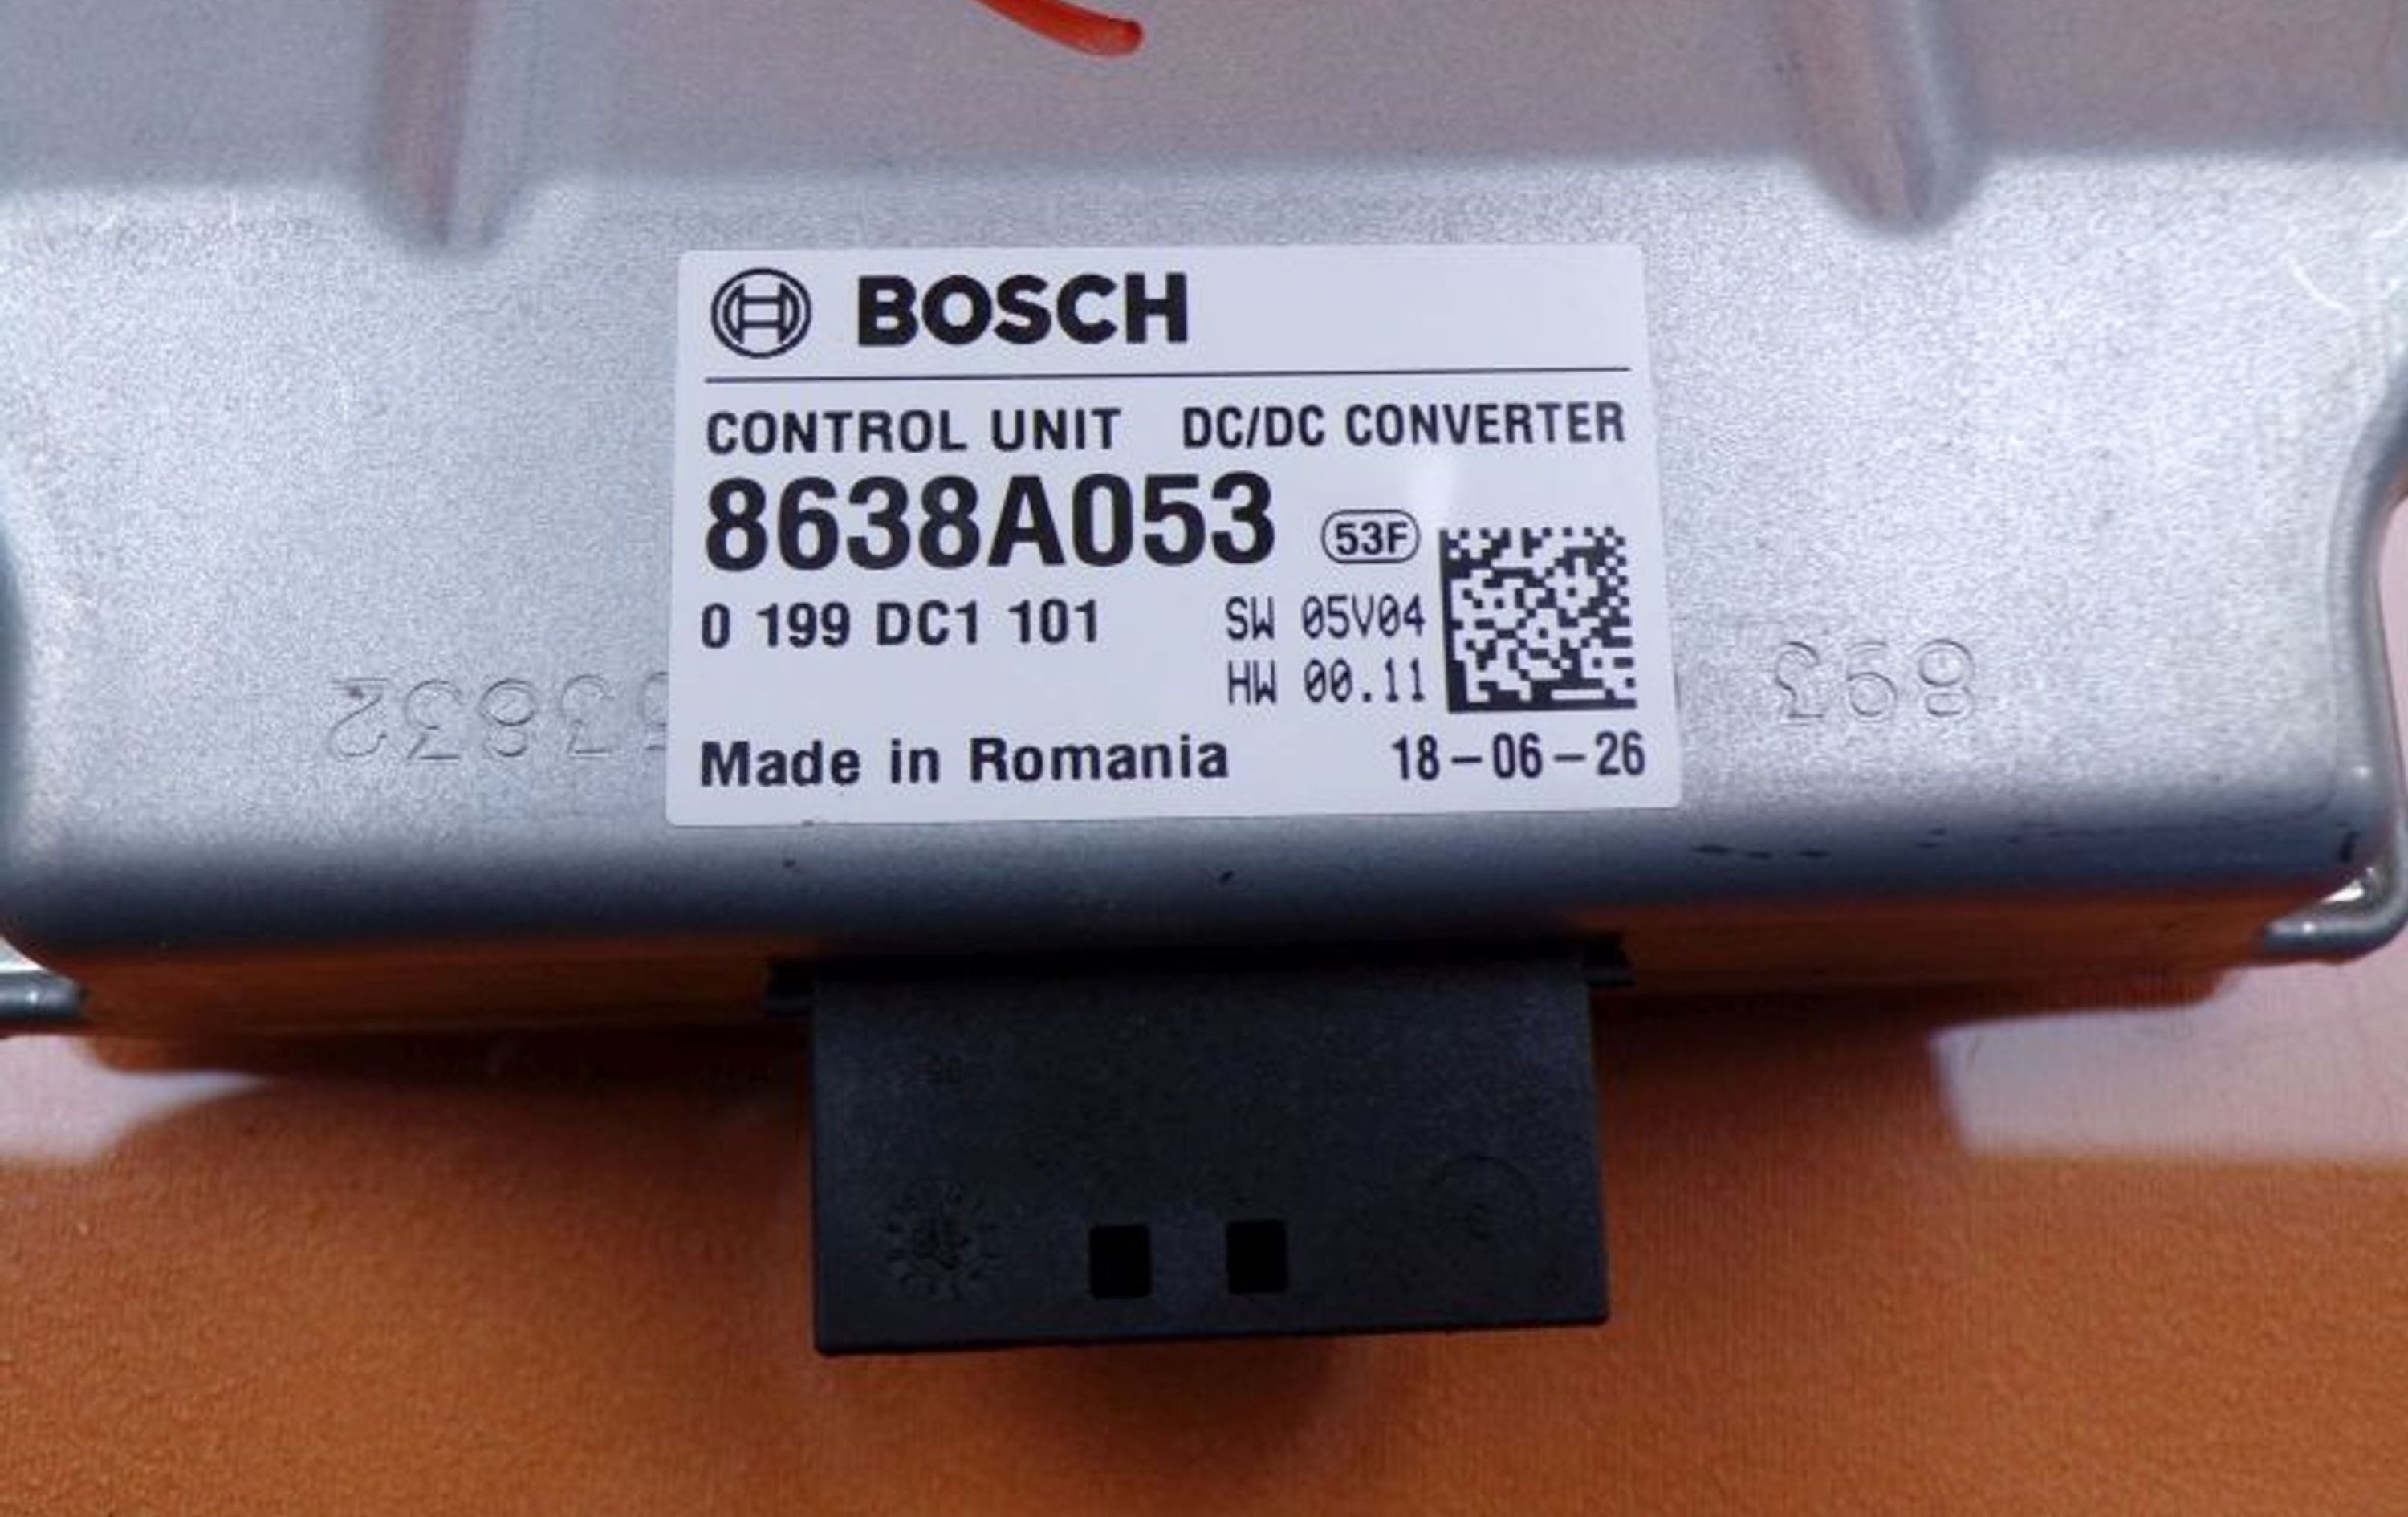 BOSCH
CONTROL UNIT DC/DC CONVERTER
8638A053 53F
0 199 DC1 101 SW 05V04
HW 00.11
Made in Romania 18-06-26